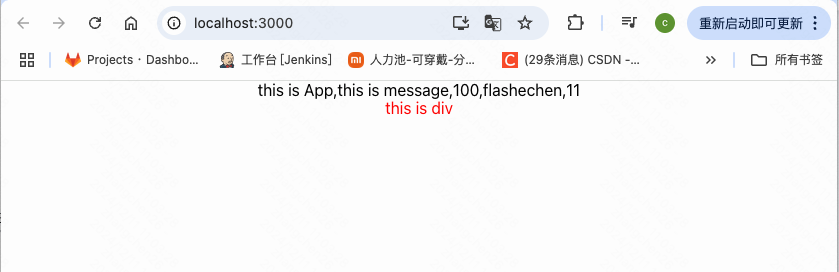 localhost:3000
c
重新启动即可更新
Projects · Dashbo...
工作台 [Jenkins]
人力池-可穿戴-分...
(29条消息) CSDN -...
所有书签
this is App,this is message,100,flashechen,11
this is div